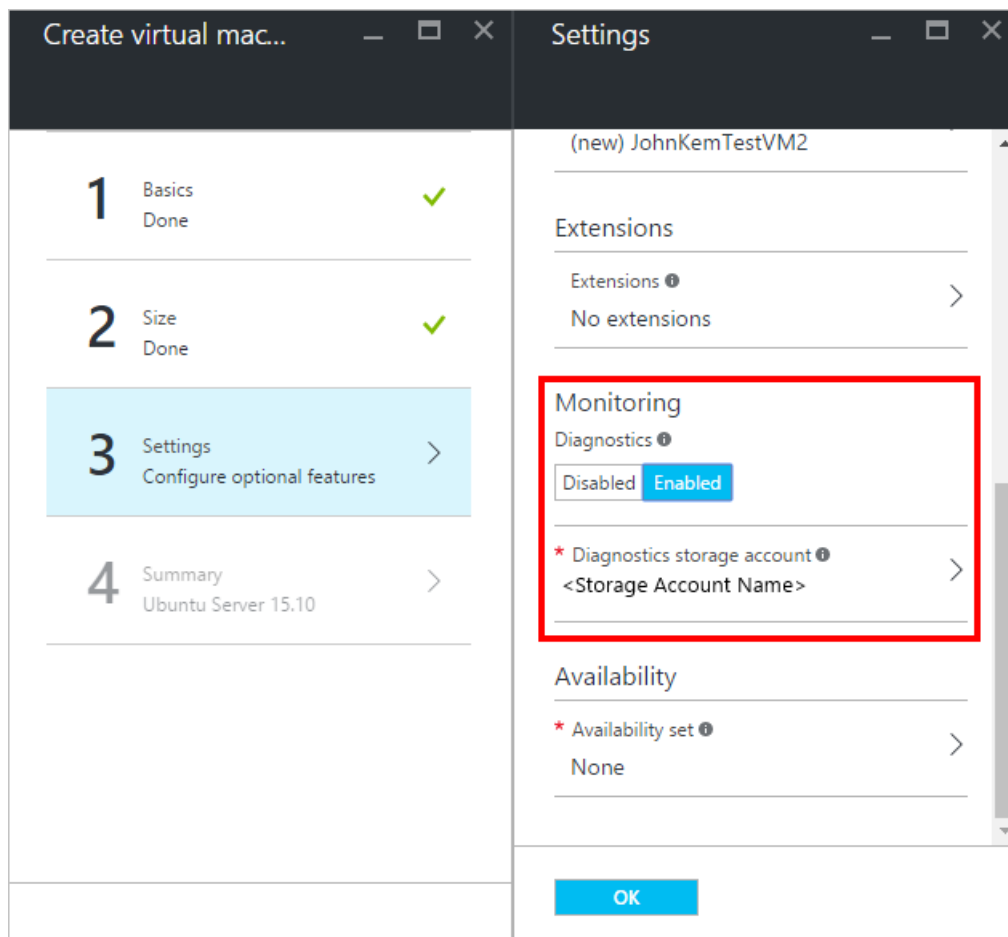 Create virtual mac...
1
Basics
Done
2
Size
Done
3
Settings
Configure optional features
4
Summary
Ubuntu Server 15.10
Settings
(new) JohnKemTestVM2
Extensions
Extensions
No extensions
Monitoring
Diagnostics
Disabled Enabled
* Diagnostics storage account
<Storage Account Name>
Availability
* Availability set
None
OK